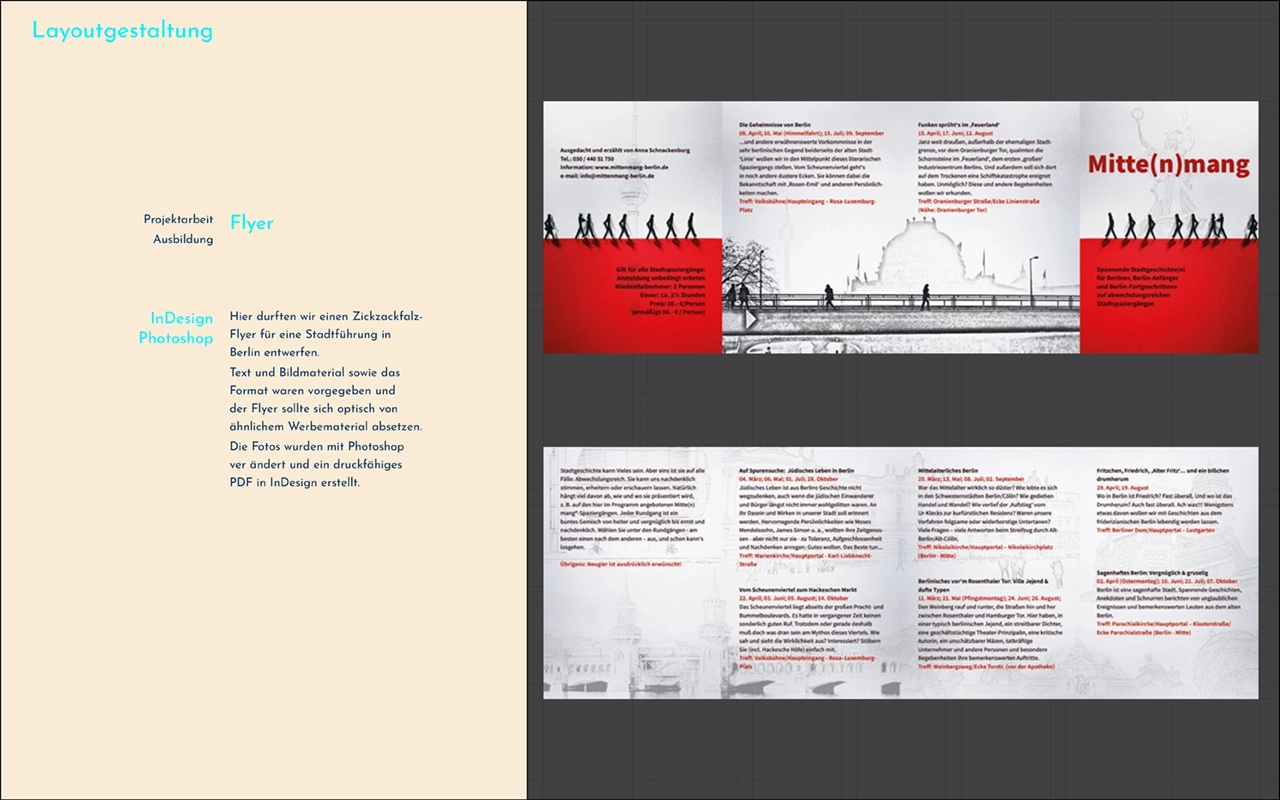 Layoutgestaltung
Projektarbeit
Ausbildung
Flyer
InDesign
Photoshop
Hier durften wir einen Zickzackfalz-
Flyer für eine Stadtführung in
Berlin entwerfen.
Text und Bildmaterial sowie das
Format waren vorgegeben und
der Flyer sollte sich optisch von
ähnlichem Werbematerial absetzen.
Die Fotos wurden mit Photoshop
ver ändert und ein druckfähiges
PDF in InDesign erstellt.
Ausgedacht und erzählt von Anna Schnackenburg
Tel.: 030 / 440 51 750
Information: www.mittenmang-berlin.de
e-mail: info@mittenmang-berlin.de
Gilt für alle Stadtspaziergänge:
Anmeldung unbedingt erbeten
Mindestteilnehmer: 2 Personen
Dauer: ca. 2½ Stunden
Preis: 10.- €/Person
(ermäßigt 08.- € / Person)
Die Geheimnisse von Berlin
08. April; 10. Mai (Himmelfahrt); 15. Juli; 09. September
...und andere erwähnenswerte Vorkommnisse in der
sehr berlinischen Gegend beiderseits der alten Stadt-
'Linie' wollen wir in den Mittelpunkt dieses literarischen
Spaziergangs stellen. Vom Scheunenviertel geht's
in noch andere dustere Ecken. Sie können dabei die
Bekanntschaft mit ‚Rosen-Emil' und anderen Persönlich-
keiten machen.
Treff: Volksbühne/Haupteingang - Rosa-Luxemburg-
Platz
Funken sprüht's im ‚Feuerland'
15. April; 17. Juni; 12. August
Janz weit draußen, außerhalb der ehemaligen Stadt
grenze, vor dem Oranienburger Tor, qualmten die
Schornsteine im ‚Feuerland', dem ersten ‚großen'
Industriezentrum Berlins. Und außerdem soll sich dort
auf dem Trockenen eine Schiffskatastrophe ereignet
haben. Unmöglich? Diese und andere Begebenheiten
wollen wir erkunden.
Treff: Oranienburger Straße/Ecke Linienstraße
(Nähe: Oranienburger Tor)
Mitte(n)mang
Spannende Stadtgeschichte(n)
für Berliner, Berlin-Anfänger
und Berlin-Fortgeschrittene
auf abwechslungsreichen
Stadtspaziergängen
Stadtgeschichte kann Vieles sein. Aber eins ist sie auf alle
Fälle: Abwechslungsreich. Sie kann uns nachdenklich
stimmen, erheitern oder erschauern lassen. Natürlich
hängt viel davon ab, wie und wo sie präsentiert wird,
z. B. auf den hier im Programm angebotenen Mitte(n)
mang"-Spaziergängen. Jeder Rundgang ist ein
buntes Gemisch von heiter und vergnüglich bis ernst und
nachdenklich. Wählen Sie unter den Rundgängen - am
besten einen nach dem anderen – aus, und schon kann's
losgehen.
Übrigens: Neugier ist ausdrücklich erwünscht!
Auf Spurensuche: Jüdisches Leben in Berlin
04. März; 06. Mai; 01. Juli; 28. Oktober
Jüdisches Leben ist aus Berlins Geschichte nicht
wegzudenken, auch wenn die jüdischen Einwanderer
und Bürger längst nicht immer wohlgelitten waren. An
ihr Dasein und Wirken in unserer Stadt soll erinnert
werden. Hervorragende Persönlichkeiten wie Moses
Mendelssohn, James Simon u. a., wollten ihre Zeitgenos-
sen - aber nicht nur sie - zu Toleranz, Aufgeschlossenheit
und Nachdenken anregen: Gutes wollen. Das Beste tun...
Treff: Marienkirche/Hauptportal - Karl-Liebknecht-
Straße
Vom Scheunenviertel zum Hackeschen Markt
22. April; 03. Juni; 05. August; 14. Oktober
Das Scheunenviertel liegt abseits der großen Pracht- und
Bummelboulevards. Es hatte in vergangener Zeit keinen
sonderlich guten Ruf. Trotzdem oder gerade deshalb
muß doch was dran sein am Mythos dieses Viertels. Wie
sah und sieht die Wirklichkeit aus? Interessiert? Stöbern
Sie (incl. Hackesche Höfe) einfach mit.
Treff: Volksbühne/Haupteingang - Rosa-Luxemburg-
Platz
Mittelalterliches Berlin
25. März; 13. Mai; 08. Juli; 02. September
War das Mittelalter wirklich so düster? Wie lebte es sich
in den Schwesternstädten Berlin/Cölln? Wie gediehen
Handel und Wandel? Wie verlief der ‚Aufstieg' vom
Ur-Klecks zur kurfürstlichen Residenz? Waren unsere
Vorfahren folgsame oder widerborstige Untertanen?
Viele Fragen – viele Antworten beim Streifzug durch Alt-
Berlin/Alt-Cölln.
Treff: Nikolaikirche/Hauptportal – Nikolaikirchplatz
(Berlin - Mitte)
Berlinisches vor'm Rosenthaler Tor: Ville Jejend &
dufte Typen
11. März; 21. Mai (Pfingstmontag); 24. Juni; 26. August;
Den Weinberg rauf und runter, die Straßen hin und her
zwischen Rosenthaler und Hamburger Tor. Hier haben, in
einer typisch berlinischen Jejend, ein streitbarer Dichter,
eine geschäftstüchtige Theater-Prinzipalin, eine kritische
Autorin, ein unschätzbarer Mäzen, tatkräftige
Unternehmer und andere Personen und besondere
Begebenheiten ihre bemerkenswerten Auftritte.
Treff: Weinbergsweg/Ecke Torstr. (vor der Apotheke)
Fritzchen, Friedrich, ‚Alter Fritz'... und ein bißchen
drumherum
29. April; 19. August
Wo in Berlin ist Friedrich? Fast überall. Und wo ist das
Drumherum? Auch fast überall. Ach was!!! Wenigstens
etwas davon wollen wir mit Geschichten aus dem
friderizianischen Berlin lebendig werden lassen.
Treff: Berliner Dom/Hauptportal – Lustgarten
Sagenhaftes Berlin: Vergnüglich & gruselig
02. April (Ostermontag); 10. Juni; 22. Juli; 07. Oktober
Berlin ist eine sagenhafte Stadt. Spannende Geschichten,
Anekdoten und Schnurren berichten von unglaublichen
Ereignissen und bemerkenswerten Leuten aus dem alten
Berlin.
Treff: Parochialkirche/Hauptportal – Klosterstraße/
Ecke Parochialstraße (Berlin - Mitte)